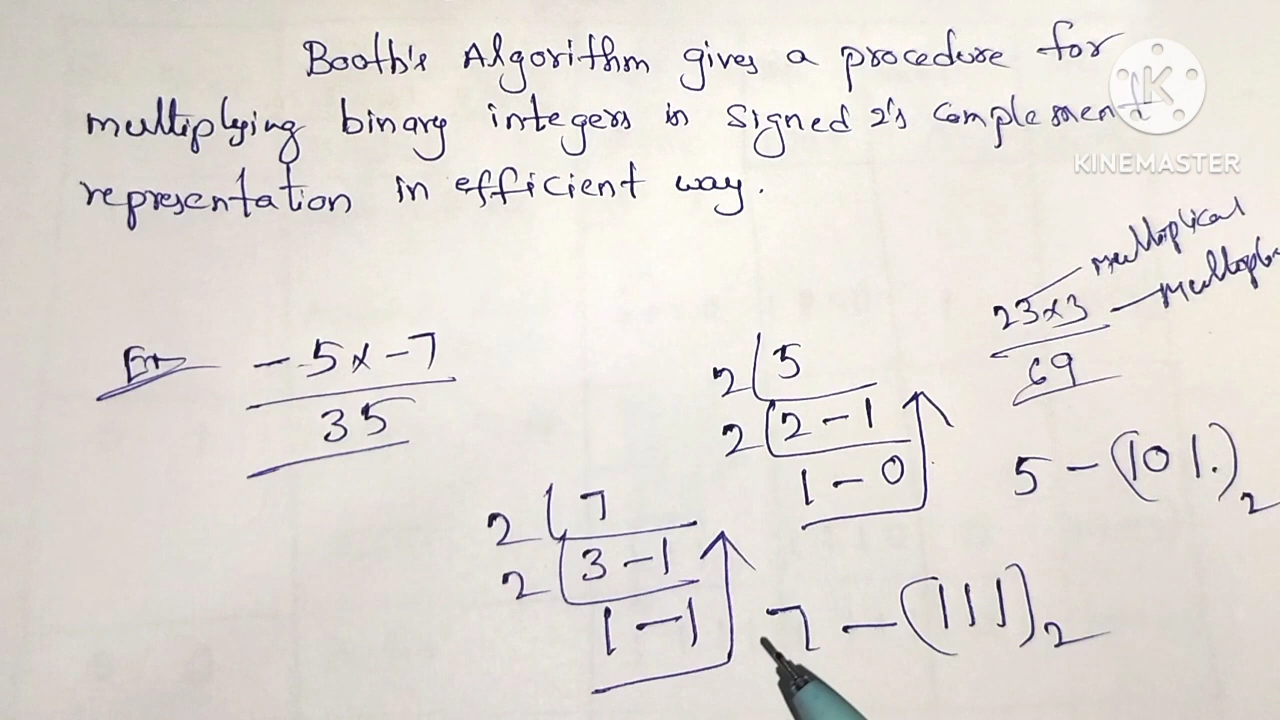 Booth's Algorithm gives a procedure for
multiplying binary integers in Signed 2's complement
representation in efficient way.
K
KINEMASTER
Ex
-5x-7
35
2 5
2 2-1
1-0
23x3
69
multiplical
5-(101.)2
2 7
2 3-1
1-1
7-(111)2